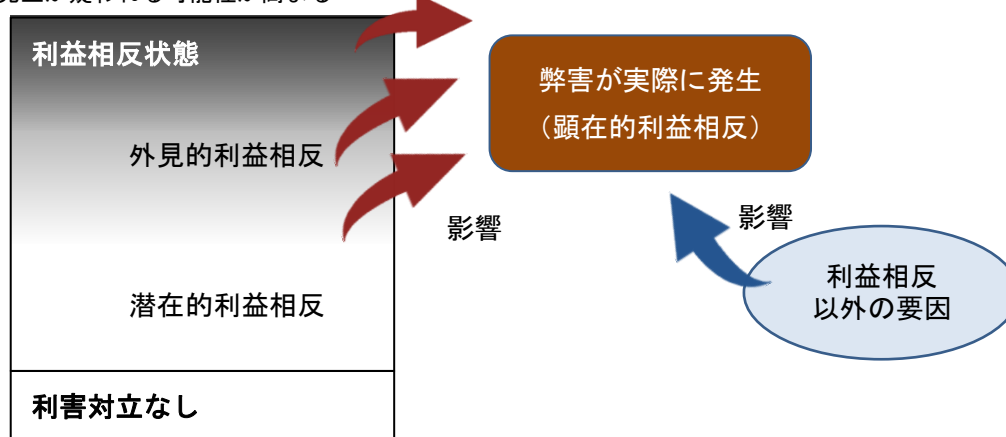 利益相反状態
外見的利益相反
潜在的利益相反
利害対立なし
弊害が実際に発生
(顕在的利益相反)
影響
影響
利益相反
以外の要因